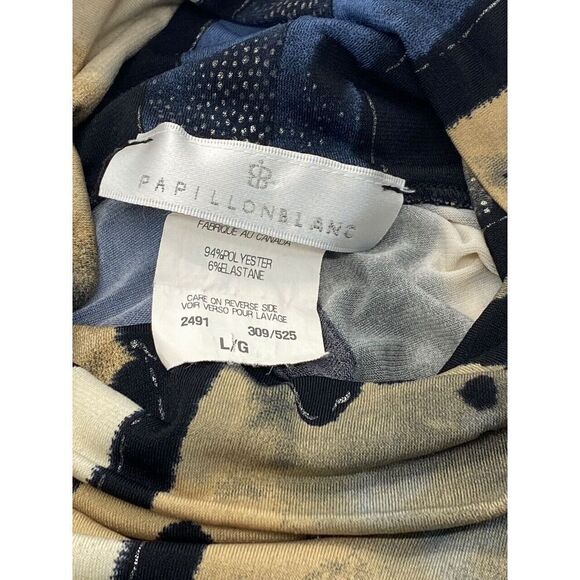 PAPILLONBLANC
FABRIQUE AU CANADA
94%POLYESTER
6%ELASTANE
CARE ON REVERSE SIDE
VOIR VERSO POUR LAVAGE
2491 309/525
L/G